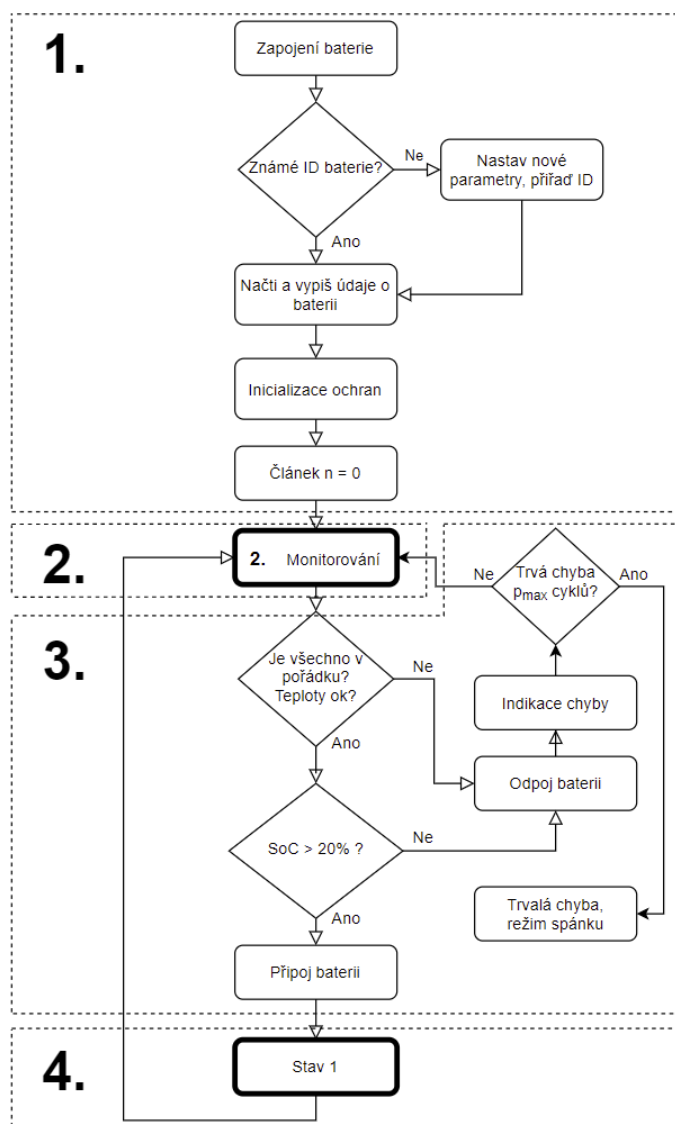 1.
Zapojení baterie
Známé ID baterie?
Ne
Nastav nové
parametry, přiřaď ID
Ano
Načti a vypiš údaje o
baterii
Inicializace ochran
Článek n = 0
2.
2. Monitorování
Ne
Trvá chyba
pmax cyklů?
Ano
3.
Je všechno v
pořádku?
Teploty ok?
Ne
Indikace chyby
Ano
Odpoj baterii
SoC > 20% ?
Ne
Trvalá chyba,
režim spánku
Ano
Připoj baterii
4.
Stav 1